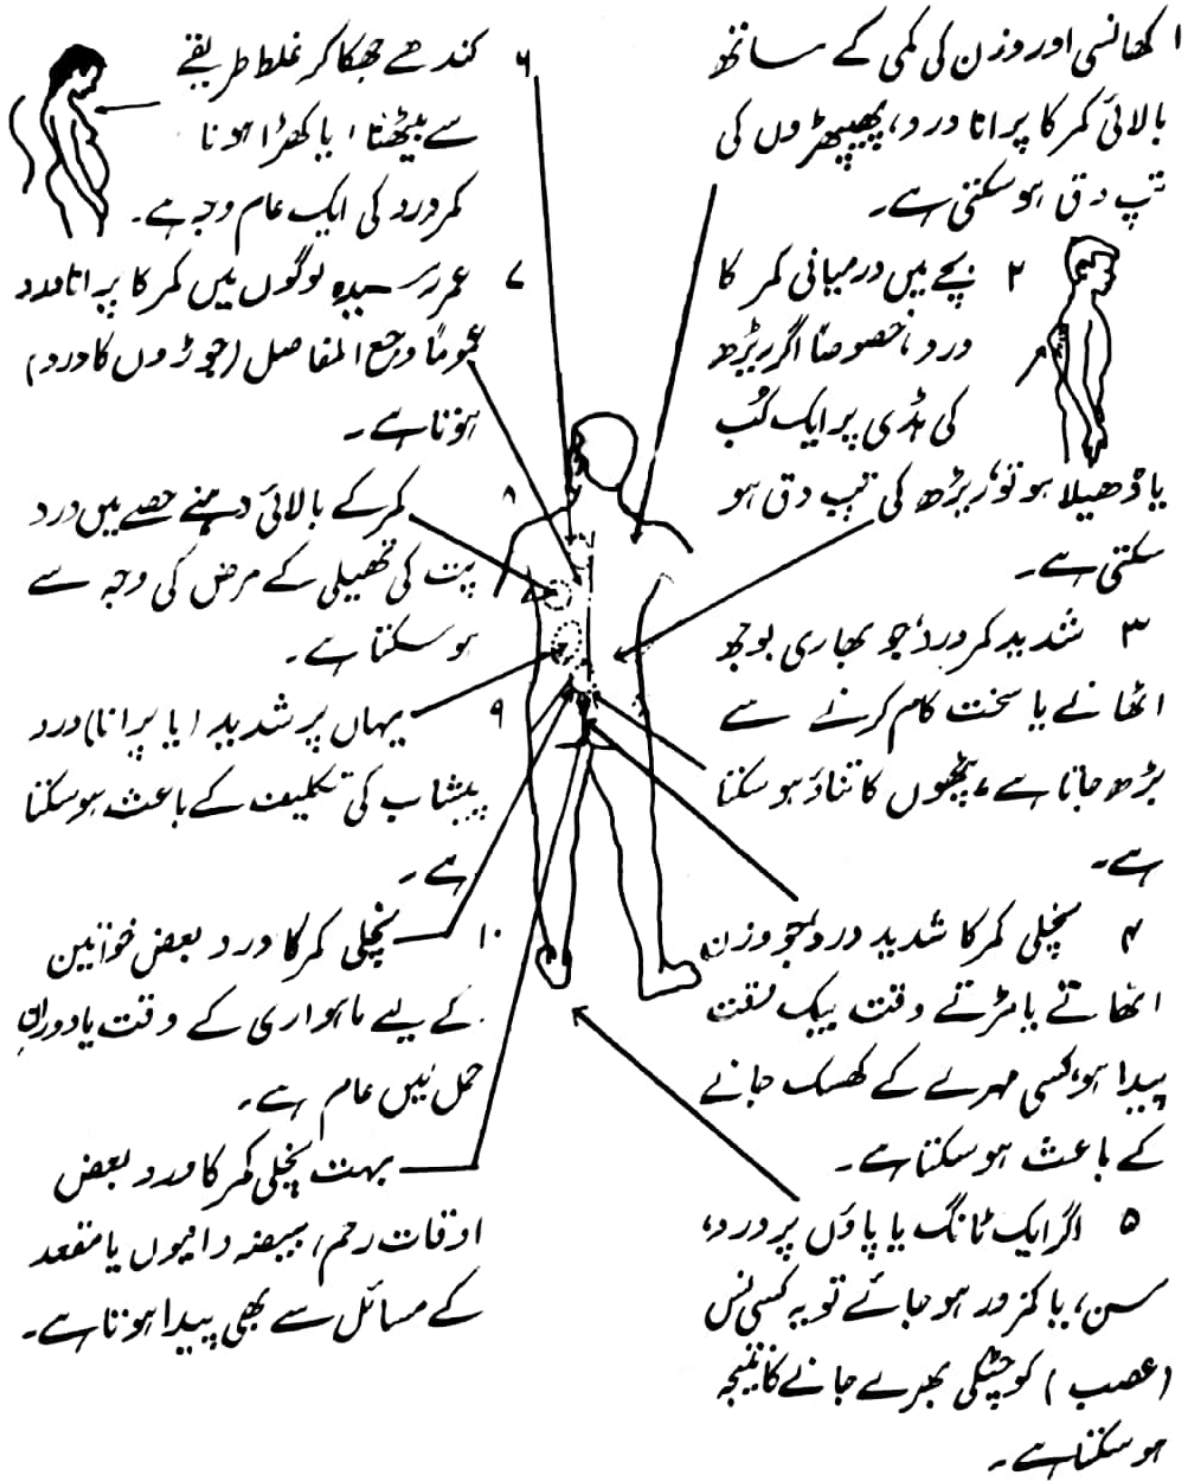 ۱ کھانسی اور وزن کی کمی کے ساتھ
بالائی کمر کا پرانا درد، پھیپھڑوں کی
تپ دق ہو سکتی ہے۔
۲ بچے میں درمیانی کمر کا
درد، خصوصاً اگر ریڑھ
کی ہڈی پر ایک کُب
یا ڈھیلا ہو تو، ریڑھ کی تپ دق ہو
سکتی ہے۔
۳ شدید کمر درد، جو بھاری بوجھ
اٹھانے یا سخت کام کرنے سے
بڑھ جاتا ہے، پٹھوں کا تناؤ ہو سکتا
ہے۔
۴ نچلی کمر کا شدید درد جو وزن
اٹھاتے یا مڑتے وقت یک لخت
پیدا ہو، کسی مہرے کے کھسک جانے
کے باعث ہو سکتا ہے۔
۵ اگر ایک ٹانگ یا پاؤں پر درد،
سن، یا کمزور ہو جائے تو یہ کسی نس
(عصب) کو چٹکی بھرے جانے کا نتیجہ
ہو سکتا ہے۔
۶ کندھے جھکا کر غلط طریقے
سے بیٹھنا، یا کھڑا ہونا
کمر درد کی ایک عام وجہ ہے۔
۷ عمر رسیدہ لوگوں میں کمر کا پرانا درد
عموماً وجع المفاصل (جوڑوں کا درد)
ہوتا ہے۔
۸ کمر کے بالائی دہنے حصے میں درد
پت کی تھیلی کے مرض کی وجہ سے
ہو سکتا ہے۔
۹ یہاں پر شدید (یا پرانا) درد
پیشاب کی تکلیف کے باعث ہو سکتا
ہے۔
۱۰ نچلی کمر کا درد بعض خواتین
کے لیے ماہواری کے وقت یا دوران
حمل میں عام ہے۔
بہت نچلی کمر کا درد بعض
اوقات رحم، بیضہ دانیوں یا مقعد
کے مسائل سے بھی پیدا ہوتا ہے۔